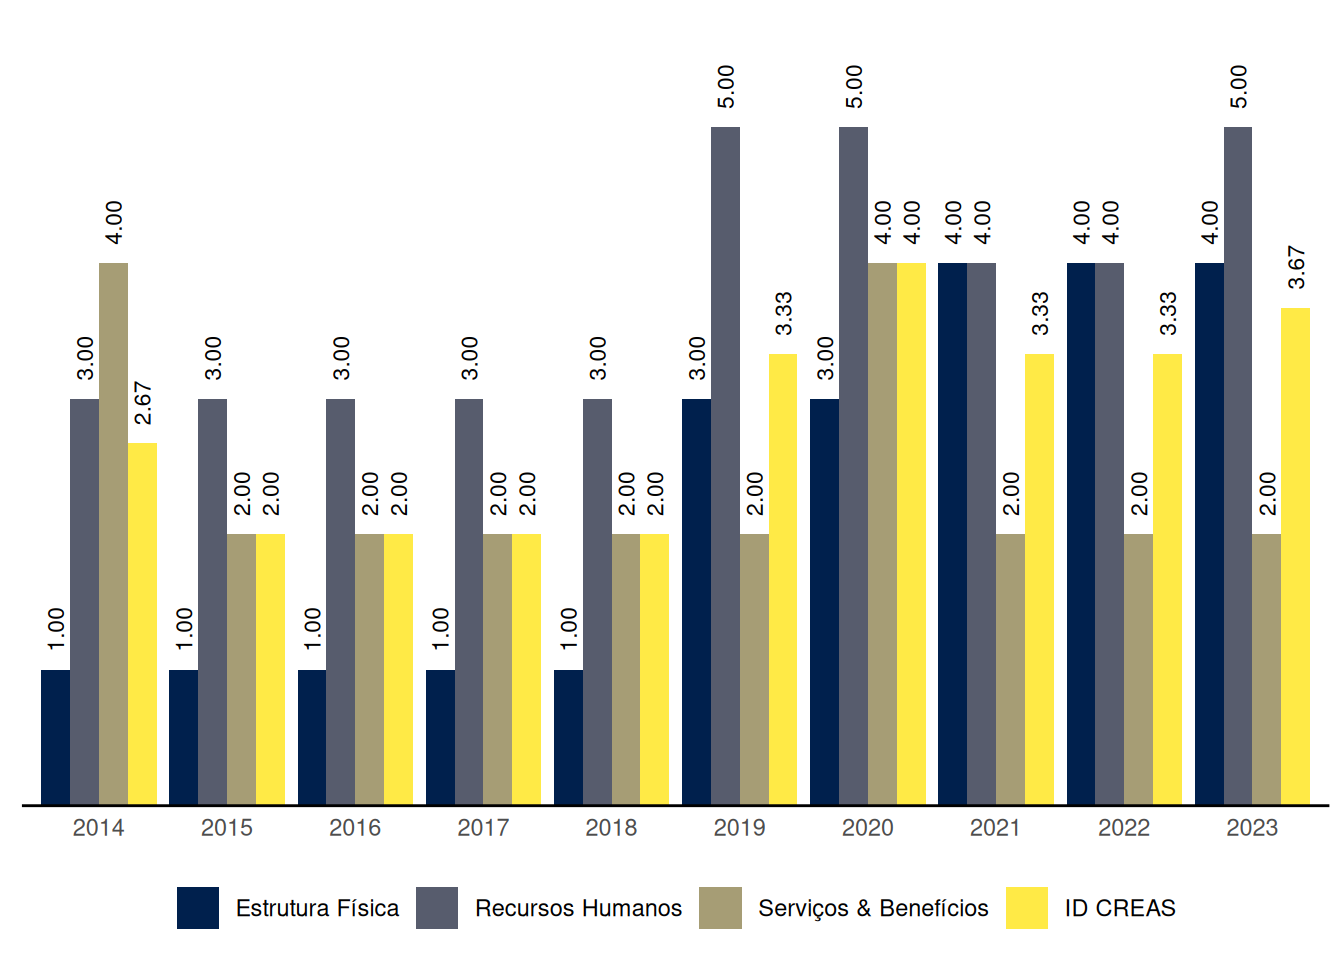 5.00 5.00 5.00
4.00 4.00 4.00 4.00 4.00 4.00 4.00 4.00
3.67
3.33 3.33 3.33
3.00 3.00 3.00 3.00 3.00 3.00 3.00
2.67
2.00 2.00 2.00 2.00 2.00 2.00 2.00 2.00 2.00 2.00 2.00 2.00
1.00 1.00 1.00 1.00 1.00
2014 2015 2016 2017 2018 2019 2020 2021 2022 2023
Estrutura Física Recursos Humanos Serviços & Benefícios ID CREAS